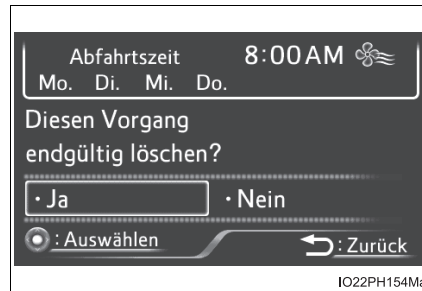 Abfahrtszeit 8:00AM
Mo. Di. Mi. Do.
Diesen Vorgang
endgültig löschen?
・Ja ・Nein
: Auswählen : Zurück
IO22PH154Ma